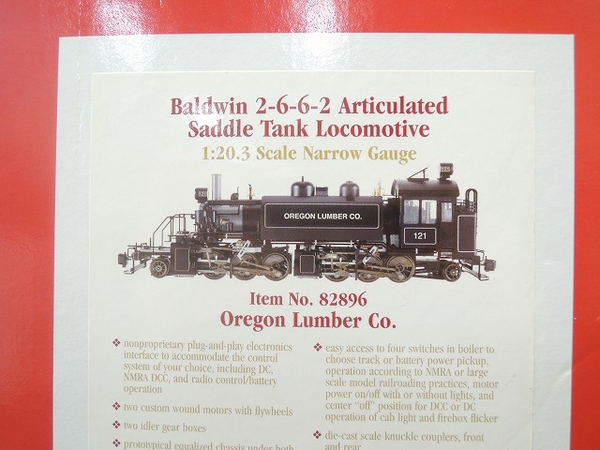 Baldwin 2-6-6-2 Articulated
Saddle Tank Locomotive
1:20.3 Scale Narrow Gauge
OREGON LUMBER CO.
121
Item No. 82896
Oregon Lumber Co.
❖ nonproprietary plug-and-play electronics
interface to accommodate the control
system of your choice, including DC,
NMRA DCC, and radio control/battery
operation
❖ two custom wound motors with flywheels
❖ two idler gear boxes
❖ prototypical equalized chassis under both
❖ easy access to four switches in boiler to
choose track or battery power pickup,
operation according to NMRA or large
scale model railroading practices, motor
power on/off with or without lights, and
center "off" position for DCC or DC
operation of cab light and firebox flicker
❖ die-cast scale knuckle couplers, front
and rear